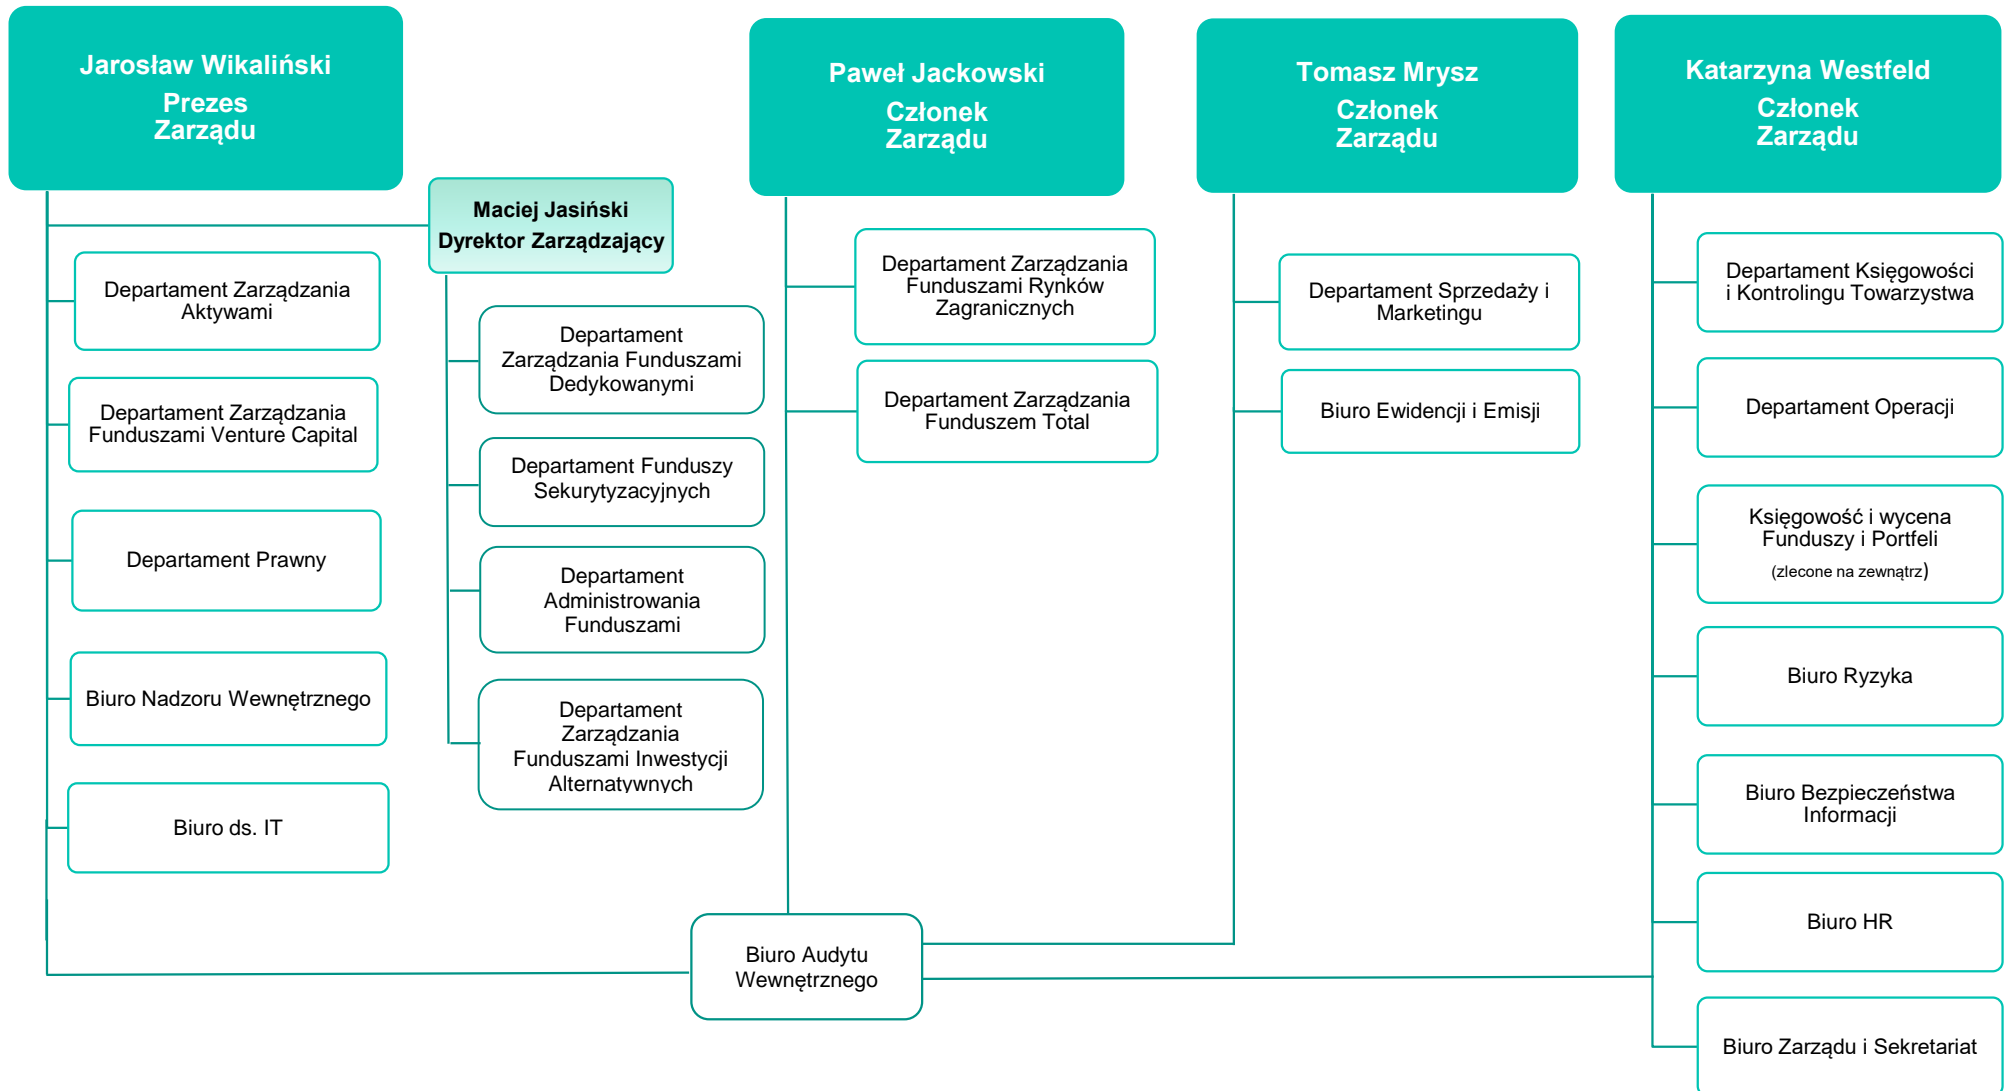 Jarosław Wikaliński
Prezes
Zarządu
Maciej Jasiński
Dyrektor Zarządzający
Departament Zarządzania
Aktywami
Departament Zarządzania
Funduszami Venture Capital
Departament Prawny
Biuro Nadzoru Wewnętrznego
Biuro ds. IT
Departament
Zarządzania Funduszami
Dedykowanymi
Departament Funduszy
Sekurytyzacyjnych
Departament
Administrowania
Funduszami
Departament
Zarządzania
Funduszami Inwestycji
Alternatywnych
Paweł Jackowski
Członek
Zarządu
Departament Zarządzania
Funduszami Rynków
Zagranicznych
Departament Zarządzania
Funduszem Total
Tomasz Mrysz
Członek
Zarządu
Departament Sprzedaży i
Marketingu
Biuro Ewidencji i Emisji
Katarzyna Westfeld
Członek
Zarządu
Departament Księgowości
i Kontrolingu Towarzystwa
Departament Operacji
Księgowość i wycena
Funduszy i Portfeli
(zlecone na zewnątrz)
Biuro Ryzyka
Biuro Bezpieczeństwa
Informacji
Biuro HR
Biuro Zarządu i Sekretariat
Biuro Audytu
Wewnętrznego